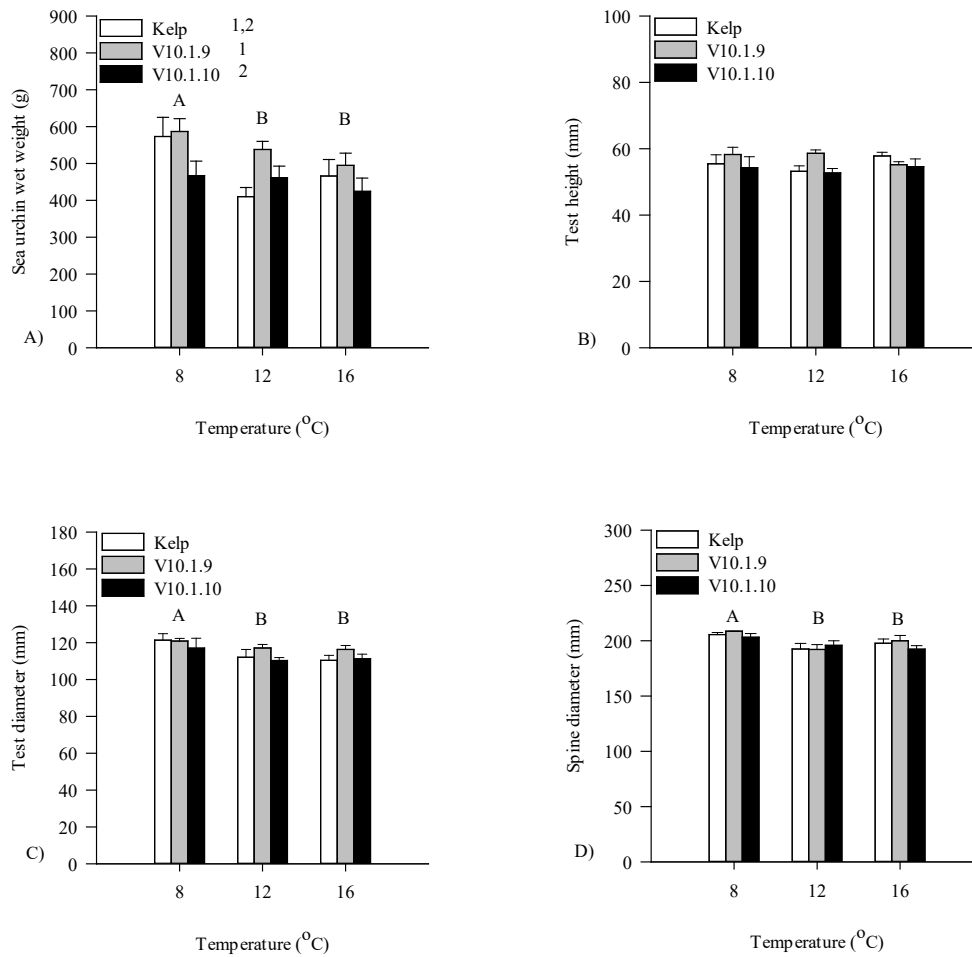 900
800
700
600
500
400
300
200
100
0
Sea urchin wet weight (g)
Kelp 1,2
V10.1.9 1
V10.1.10 2
A B B
A)
8 12 16
Temperature (°C)
100
80
60
40
20
0
Test height (mm)
Kelp
V10.1.9
V10.1.10
B)
8 12 16
Temperature (°C)
180
160
140
120
100
80
60
40
20
0
Test diameter (mm)
Kelp
V10.1.9
V10.1.10
A B B
C)
8 12 16
Temperature (°C)
300
250
200
150
100
50
0
Spine diameter (mm)
Kelp
V10.1.9
V10.1.10
A B B
D)
8 12 16
Temperature (°C)